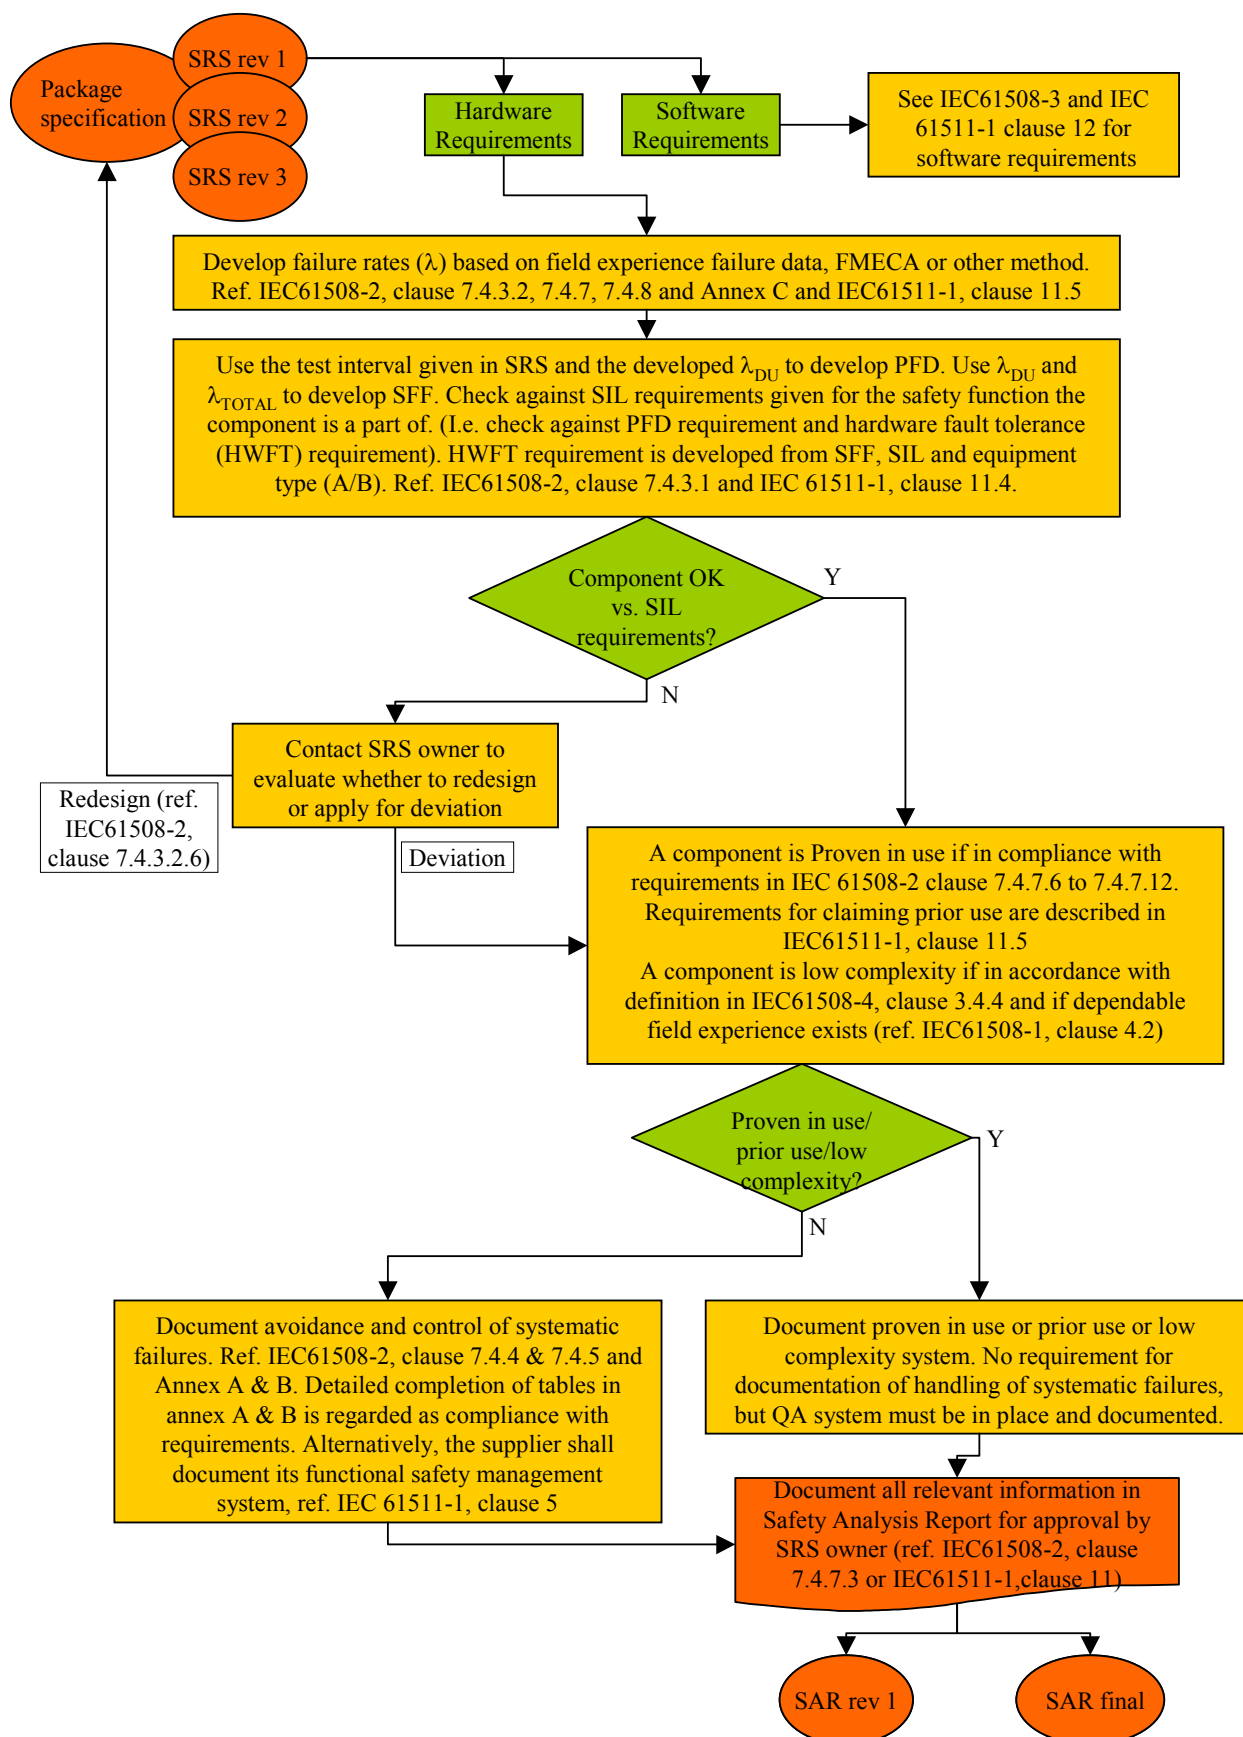 SRS rev 1
Package
specification
SRS rev 2
SRS rev 3
Hardware
Requirements
Software
Requirements
See IEC61508-3 and IEC
61511-1 clause 12 for
software requirements
Develop failure rates (λ) based on field experience failure data, FMECA or other method.
Ref. IEC61508-2, clause 7.4.3.2, 7.4.7, 7.4.8 and Annex C and IEC61511-1, clause 11.5
Use the test interval given in SRS and the developed λDU to develop PFD. Use λDU and
λTOTAL to develop SFF. Check against SIL requirements given for the safety function the
component is a part of. (I.e. check against PFD requirement and hardware fault tolerance
(HWFT) requirement). HWFT requirement is developed from SFF, SIL and equipment
type (A/B). Ref. IEC61508-2, clause 7.4.3.1 and IEC 61511-1, clause 11.4.
Component OK
vs. SIL
requirements?
Y
N
Contact SRS owner to
evaluate whether to redesign
or apply for deviation
Redesign (ref.
IEC61508-2,
clause 7.4.3.2.6)
Deviation
A component is Proven in use if in compliance with
requirements in IEC 61508-2 clause 7.4.7.6 to 7.4.7.12.
Requirements for claiming prior use are described in
IEC61511-1, clause 11.5
A component is low complexity if in accordance with
definition in IEC61508-4, clause 3.4.4 and if dependable
field experience exists (ref. IEC61508-1, clause 4.2)
Proven in use/
prior use/low
complexity?
Y
N
Document avoidance and control of systematic
failures. Ref. IEC61508-2, clause 7.4.4 & 7.4.5 and
Annex A & B. Detailed completion of tables in
annex A & B is regarded as compliance with
requirements. Alternatively, the supplier shall
document its functional safety management
system, ref. IEC 61511-1, clause 5
Document proven in use or prior use or low
complexity system. No requirement for
documentation of handling of systematic failures,
but QA system must be in place and documented.
Document all relevant information in
Safety Analysis Report for approval by
SRS owner (ref. IEC61508-2, clause
7.4.7.3 or IEC61511-1,clause 11)
SAR rev 1
SAR final